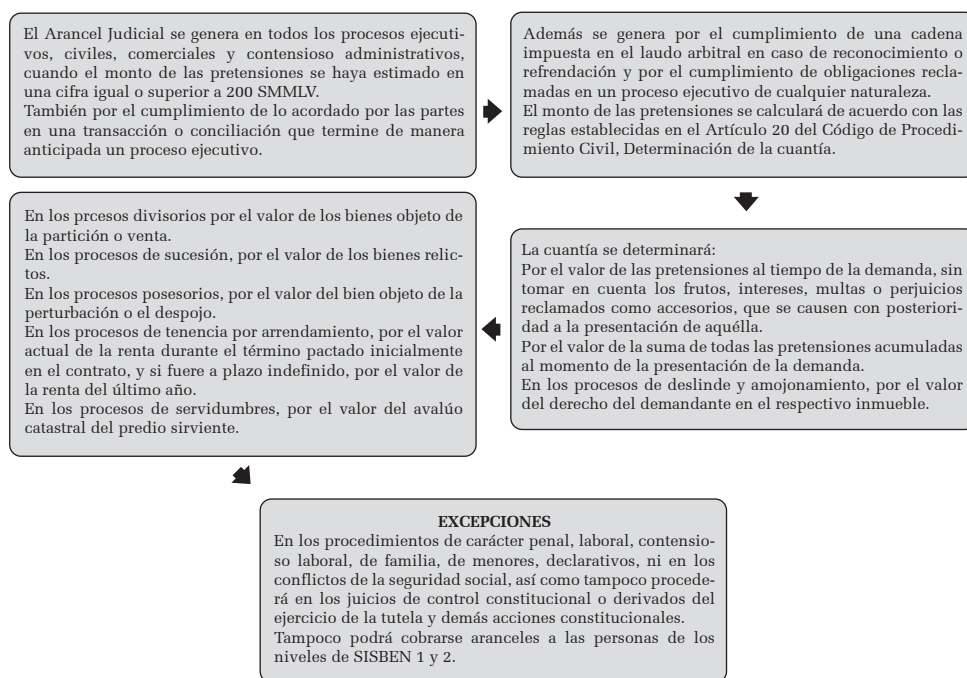 El Arancel Judicial se genera en todos los procesos ejecuti-
vos, civiles, comerciales y contensioso administrativos,
cuando el monto de las pretensiones se haya estimado en
una cifra igual o superior a 200 SMMLV.
También por el cumplimiento de lo acordado por las partes
en una transacción o conciliación que termine de manera
anticipada un proceso ejecutivo.
Además se genera por el cumplimiento de una cadena
impuesta en el laudo arbitral en caso de reconocimiento o
refrendación y por el cumplimiento de obligaciones recla-
madas en un proceso ejecutivo de cualquier naturaleza.
El monto de las pretensiones se calculará de acuerdo con las
reglas establecidas en el Artículo 20 del Código de Procedi-
miento Civil, Determinación de la cuantía.
La cuantía se determinará:
Por el valor de las pretensiones al tiempo de la demanda, sin
tomar en cuenta los frutos, intereses, multas o perjuicios
reclamados como accesorios, que se causen con posteriori-
dad a la presentación de aquélla.
Por el valor de la suma de todas las pretensiones acumuladas
al momento de la presentación de la demanda.
En los procesos de deslinde y amojonamiento, por el valor
del derecho del demandante en el respectivo inmueble.
En los prcesos divisorios por el valor de los bienes objeto de
la partición o venta.
En los procesos de sucesión, por el valor de los bienes relic-
tos.
En los procesos posesorios, por el valor del bien objeto de la
perturbación o el despojo.
En los procesos de tenencia por arrendamiento, por el valor
actual de la renta durante el término pactado inicialmente
en el contrato, y si fuere a plazo indefinido, por el valor de
la renta del último año.
En los procesos de servidumbres, por el valor del avalúo
catastral del predio sirviente.
EXCEPCIONES
En los procedimientos de carácter penal, laboral, contensio-
so laboral, de familia, de menores, declarativos, ni en los
conflictos de la seguridad social, así como tampoco procede-
rá en los juicios de control constitucional o derivados del
ejercicio de la tutela y demás acciones constitucionales.
Tampoco podrá cobrarse aranceles a las personas de los
niveles de SISBEN 1 y 2.